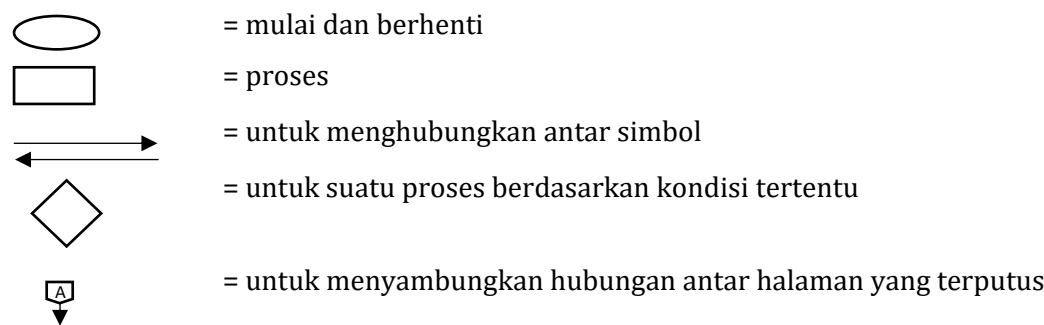 = mulai dan berhenti
= proses
= untuk menghubungkan antar simbol
= untuk suatu proses berdasarkan kondisi tertentu
A = untuk menyambungkan hubungan antar halaman yang terputus